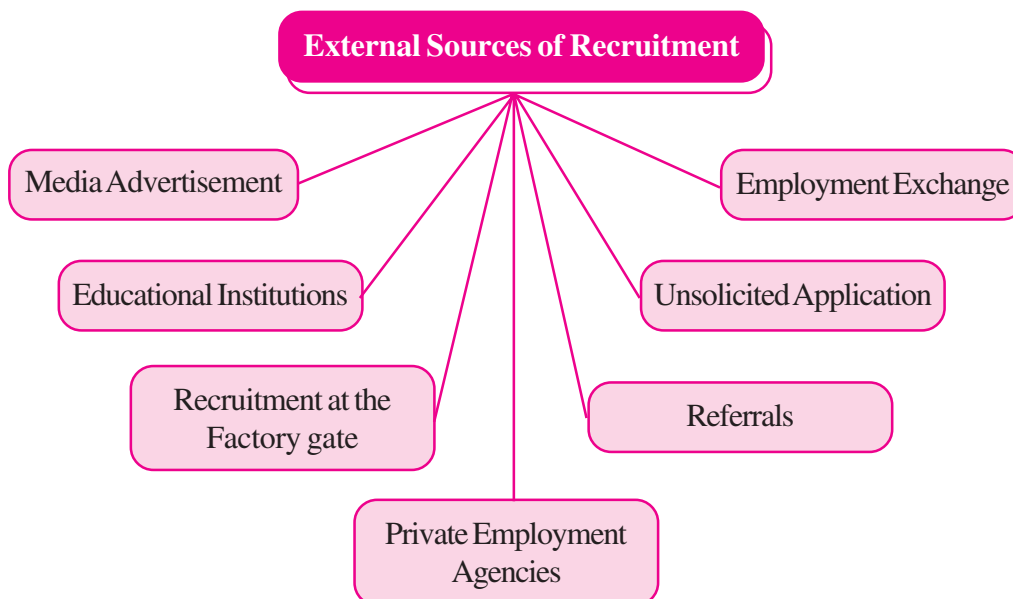 External Sources of Recruitment
Media Advertisement
Employment Exchange
Educational Institutions
Unsolicited Application
Recruitment at the
Factory gate
Referrals
Private Employment
Agencies